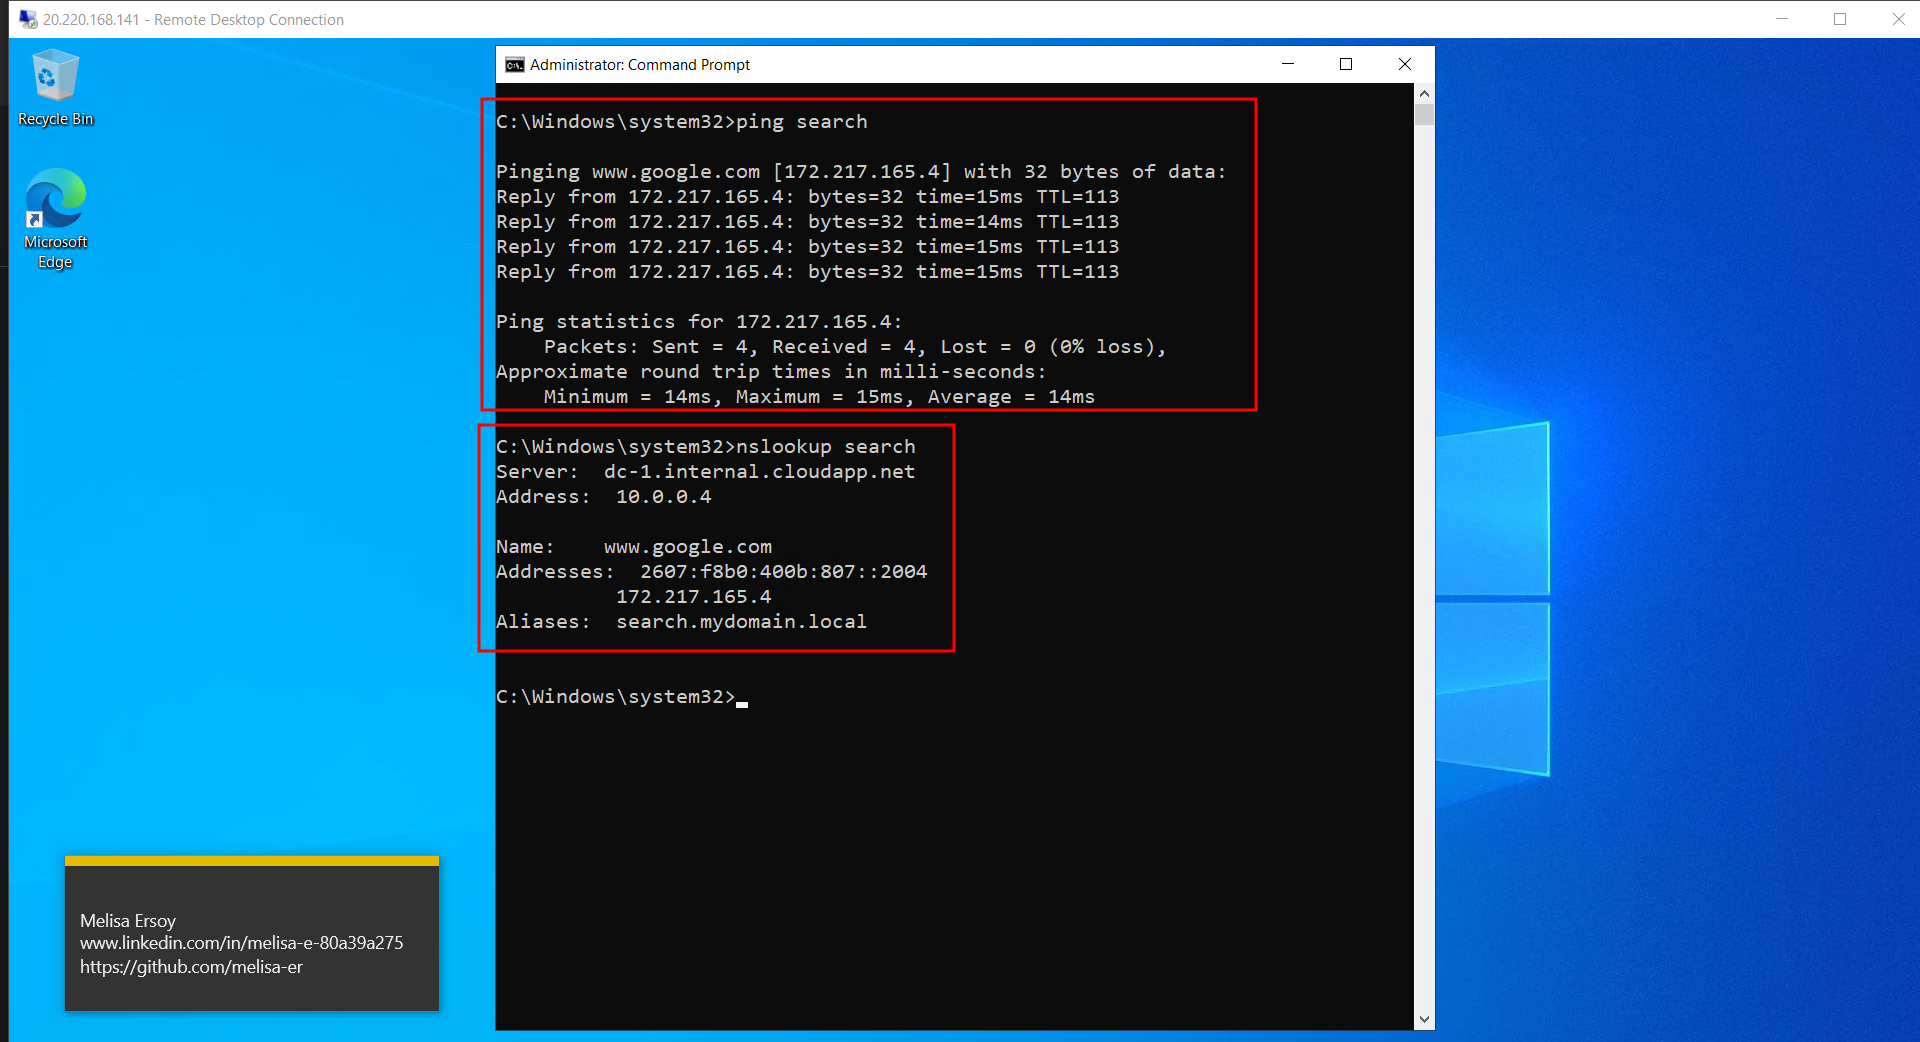 20.220.168.141 - Remote Desktop Connection
Recycle Bin
Microsoft
Edge
Administrator: Command Prompt
C:\Windows\system32>ping search
Pinging www.google.com [172.217.165.4] with 32 bytes of data:
Reply from 172.217.165.4: bytes=32 time=15ms TTL=113
Reply from 172.217.165.4: bytes=32 time=14ms TTL=113
Reply from 172.217.165.4: bytes=32 time=15ms TTL=113
Reply from 172.217.165.4: bytes=32 time=15ms TTL=113
Ping statistics for 172.217.165.4:
    Packets: Sent = 4, Received = 4, Lost = 0 (0% loss),
Approximate round trip times in milli-seconds:
    Minimum = 14ms, Maximum = 15ms, Average = 14ms
C:\Windows\system32>nslookup search
Server:  dc-1.internal.cloudapp.net
Address:  10.0.0.4
Name:    www.google.com
Addresses:  2607:f8b0:400b:807::2004
          172.217.165.4
Aliases:  search.mydomain.local
C:\Windows\system32>
Melisa Ersoy
www.linkedin.com/in/melisa-e-80a39a275
https://github.com/melisa-er